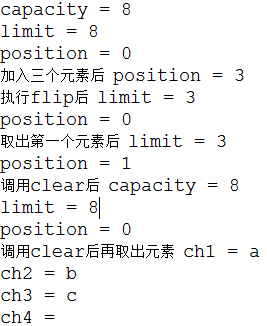 capacity = 8
limit = 8
position = 0
加入三个元素后 position = 3
执行flip后 limit = 3
position = 0
取出第一个元素后 limit = 3
position = 1
调用clear后 capacity = 8
limit = 8
position = 0
调用clear后再取出元素 ch1 = a
ch2 = b
ch3 = c
ch4 =